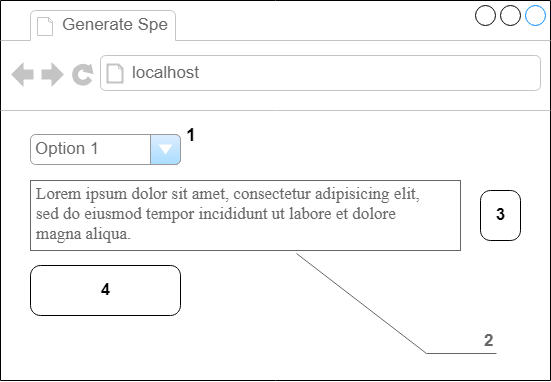 Generate Spe
localhost
Option 1
1
Lorem ipsum dolor sit amet, consectetur adipisicing elit,
sed do eiusmod tempor incididunt ut labore et dolore
magna aliqua.
3
4
2